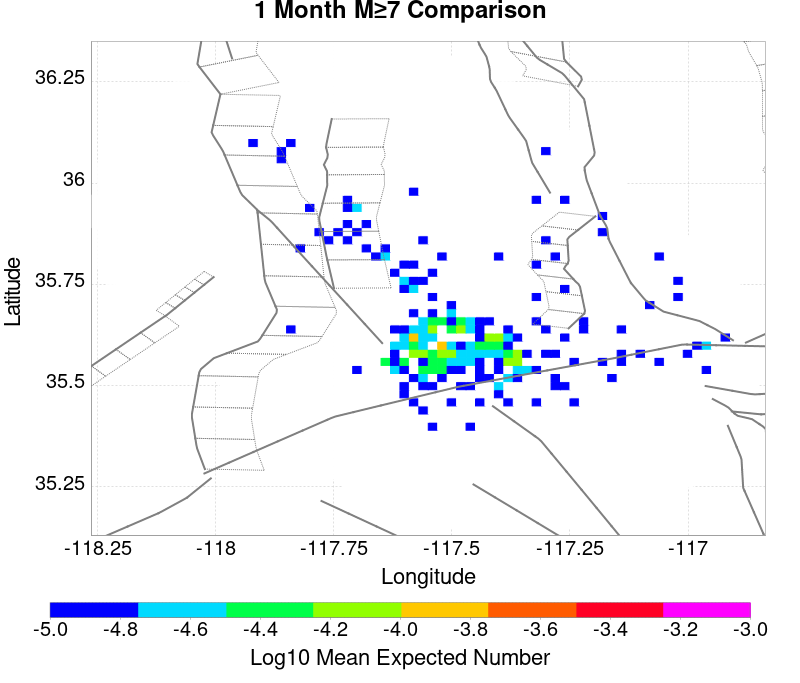 1 Month M≥7 Comparison
36.25
36
35.75
35.5
35.25
Latitude
-118.25 -118 -117.75 -117.5 -117.25 -117
Longitude
-5.0 -4.8 -4.6 -4.4 -4.2 -4.0 -3.8 -3.6 -3.4 -3.2 -3.0
Log10 Mean Expected Number